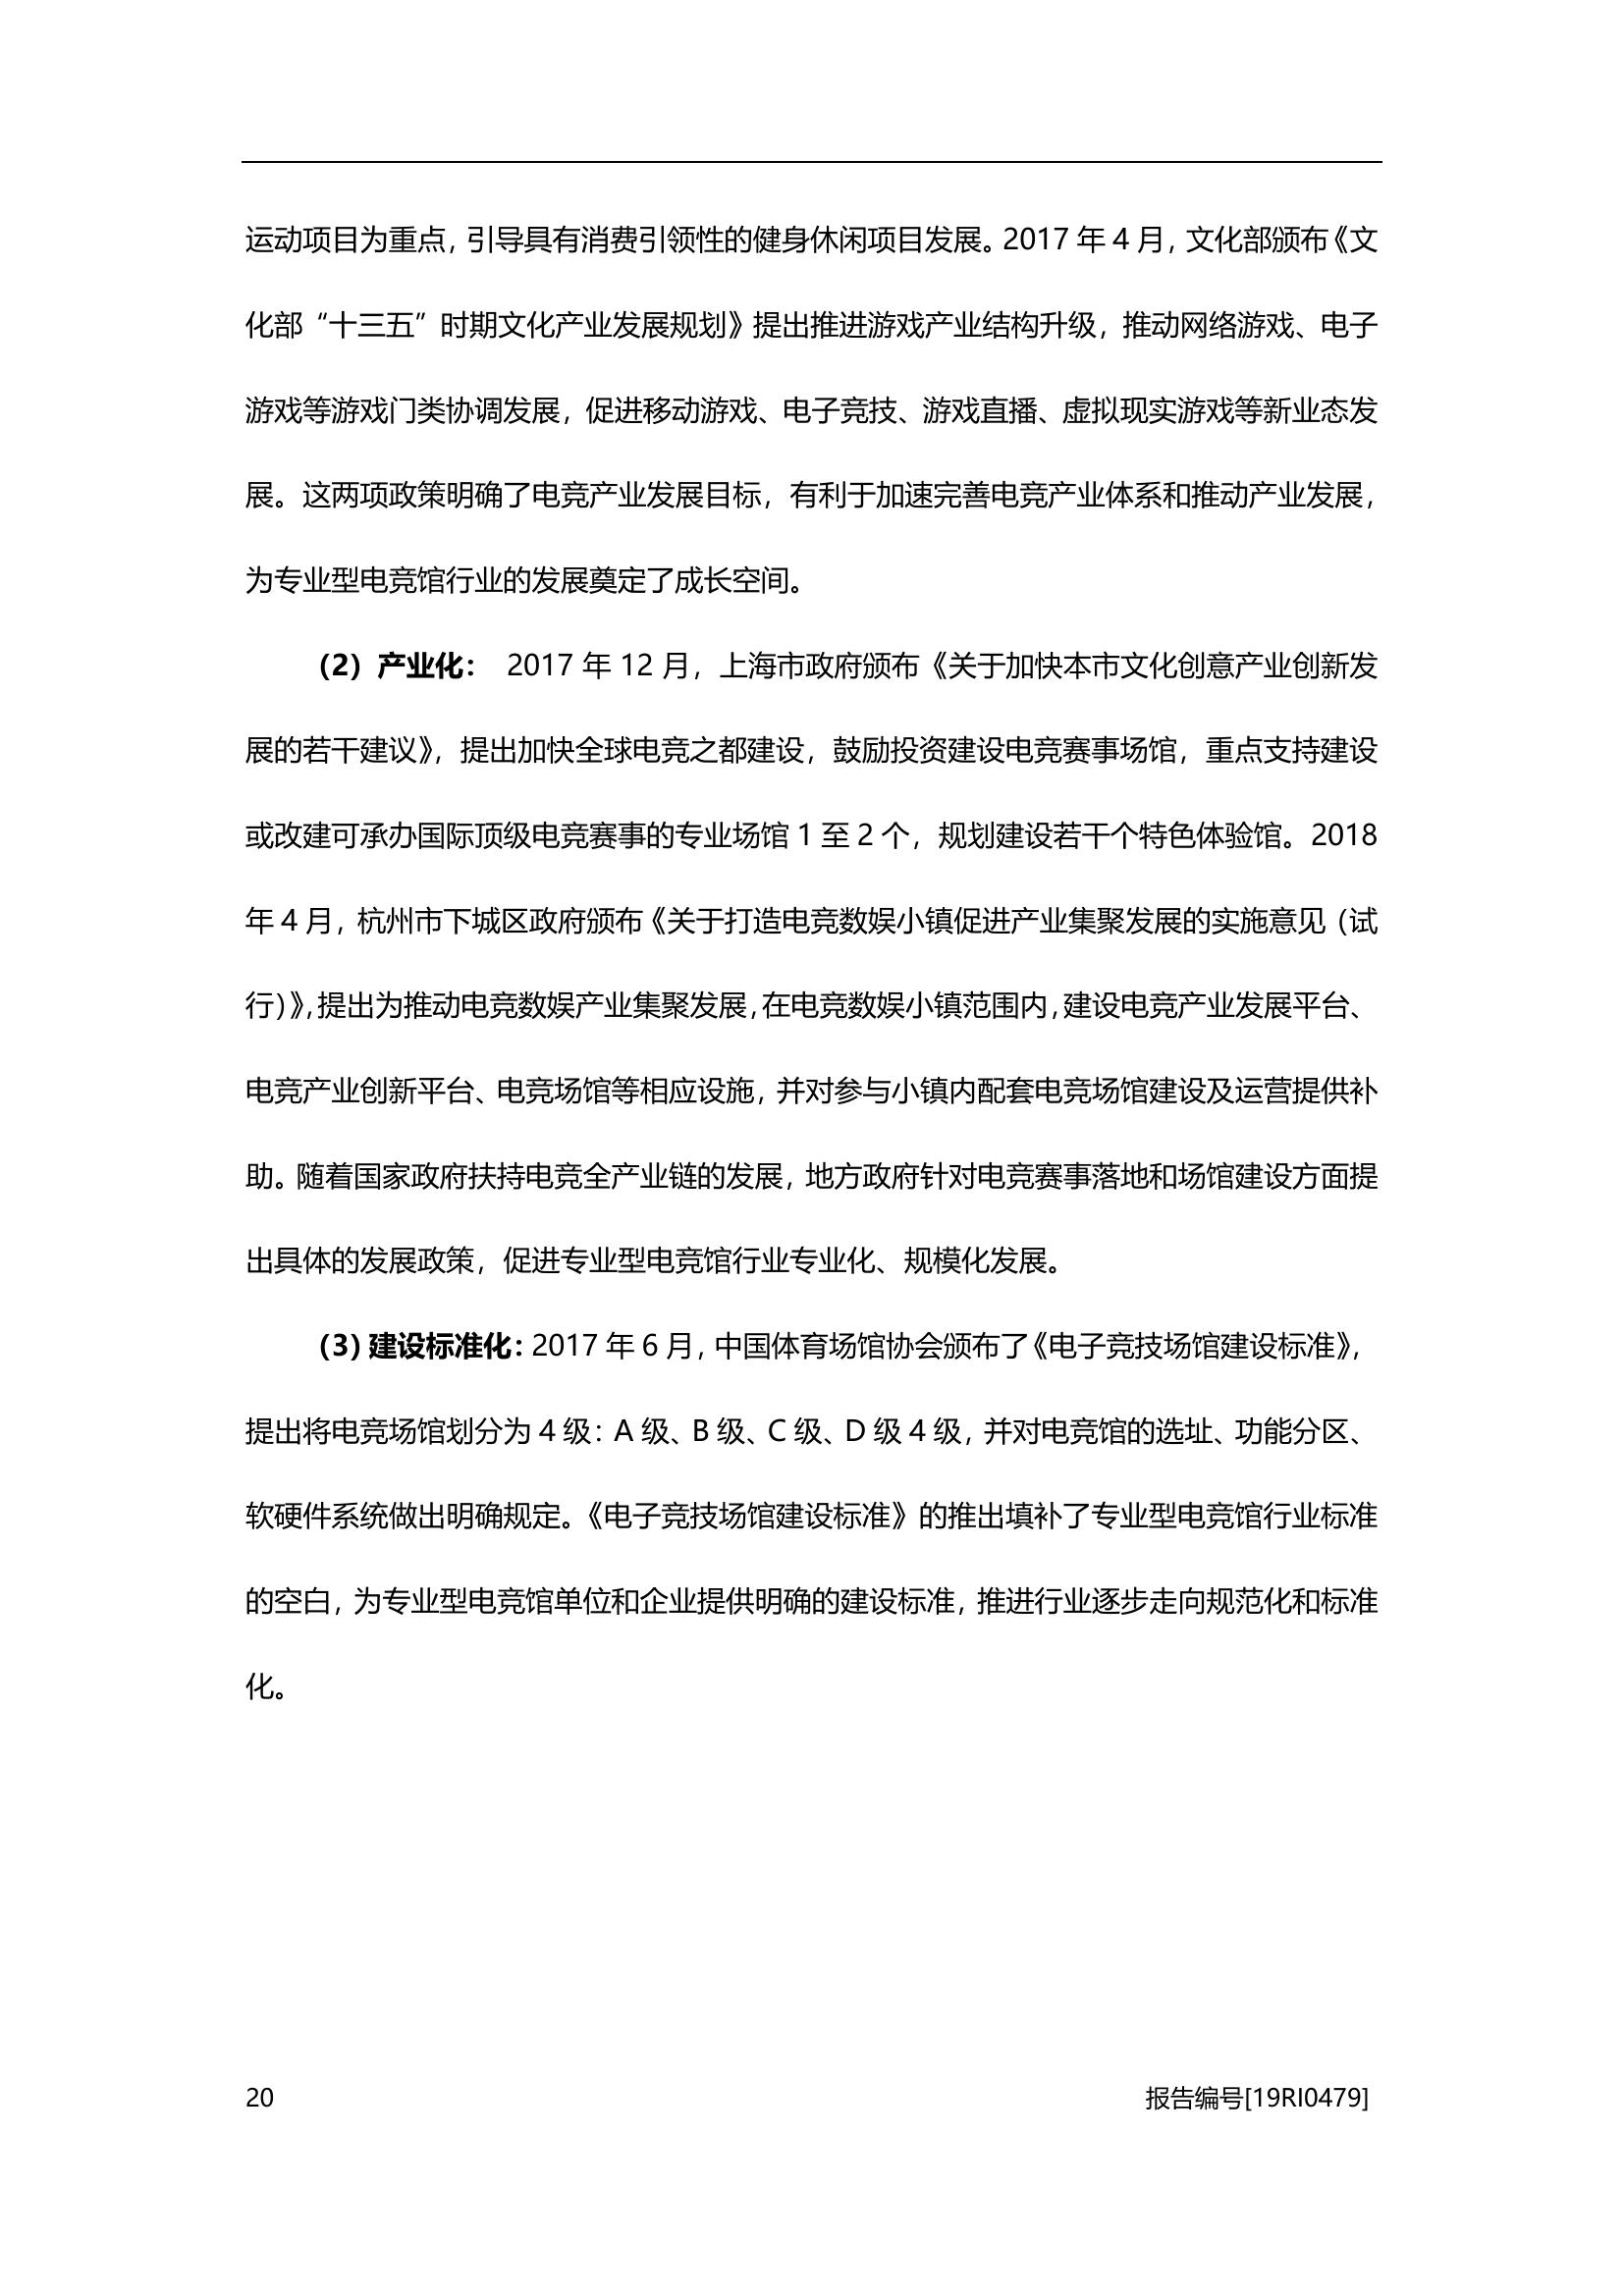 运动项目为重点，引导具有消费引领性的健身休闲项目发展。2017 年 4 月，文化部颁布《文
化部“十三五”时期文化产业发展规划》提出推进游戏产业结构升级，推动网络游戏、电子
游戏等游戏门类协调发展，促进移动游戏、电子竞技、游戏直播、虚拟现实游戏等新业态发
展。这两项政策明确了电竞产业发展目标，有利于加速完善电竞产业体系和推动产业发展，
为专业型电竞馆行业的发展奠定了成长空间。
（2）产业化： 2017 年 12 月，上海市政府颁布《关于加快本市文化创意产业创新发
展的若干建议》，提出加快全球电竞之都建设，鼓励投资建设电竞赛事场馆，重点支持建设
或改建可承办国际顶级电竞赛事的专业场馆 1 至 2 个，规划建设若干个特色体验馆。2018
年 4 月，杭州市下城区政府颁布《关于打造电竞数娱小镇促进产业集聚发展的实施意见（试
行）》，提出为推动电竞数娱产业集聚发展，在电竞数娱小镇范围内，建设电竞产业发展平台、
电竞产业创新平台、电竞场馆等相应设施，并对参与小镇内配套电竞场馆建设及运营提供补
助。随着国家政府扶持电竞全产业链的发展，地方政府针对电竞赛事落地和场馆建设方面提
出具体的发展政策，促进专业型电竞馆行业专业化、规模化发展。
（3）建设标准化：2017 年 6 月，中国体育场馆协会颁布了《电子竞技场馆建设标准》，
提出将电竞场馆划分为 4 级：A 级、B 级、C 级、D 级 4 级，并对电竞馆的选址、功能分区、
软硬件系统做出明确规定。《电子竞技场馆建设标准》的推出填补了专业型电竞馆行业标准
的空白，为专业型电竞馆单位和企业提供明确的建设标准，推进行业逐步走向规范化和标准
化。
20 报告编号[19RI0479]